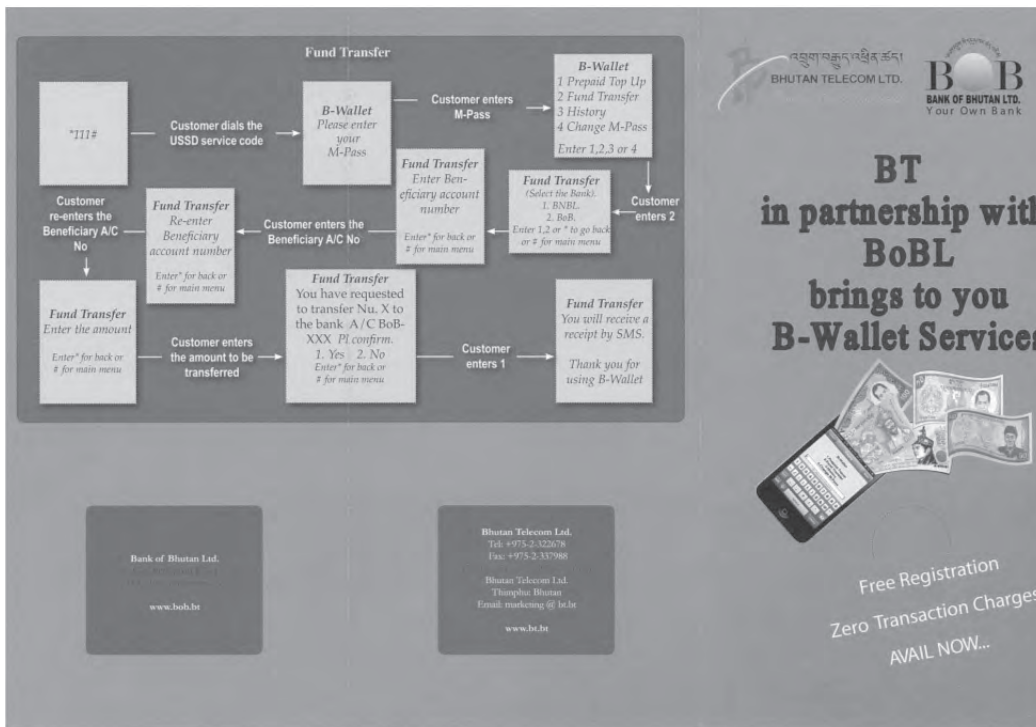 Fund Transfer
*111#
Customer dials the
USSD service code
B-Wallet
Please enter
your
M-Pass
Customer enters
M-Pass
B-Wallet
1 Prepaid Top Up
2 Fund Transfer
3 History
4 Change M-Pass
Enter 1,2,3 or 4
Customer
enters 2
Fund Transfer
(Select the Bank).
1. BNBL.
2. BoB.
Enter 1,2 or * to go back
or # for main menu
Fund Transfer
Enter Ben-
eficiary account
number
Enter* for back or
# for main menu
Customer enters the
Beneficiary A/C No
Fund Transfer
Re-enter
Beneficiary
account number
Enter* for back or
# for main menu
Customer
re-enters the
Beneficiary A/C
No
Fund Transfer
Enter the amount
Enter* for back or
# for main menu
Customer enters
the amount to be
transferred
Fund Transfer
You have requested
to transfer Nu. X to
the bank A/C BoB-
XXX Pl confirm.
1. Yes 2. No
Enter* for back or
# for main menu
Customer
enters 1
Fund Transfer
You will receive a
receipt by SMS.
Thank you for
using B-Wallet
Bank of Bhutan Ltd.
www.bob.bt
Bhutan Telecom Ltd.
Tel: +975-2-322678
Fax: +975-2-337988
Bhutan Telecom Ltd.
Thimphu: Bhutan
Email: markening @ bt.bt
www.bt.bt
འབྲུག་བརྒྱུད་འཕྲིན་ཚད།
BHUTAN TELECOM LTD.
BOB
BANK OF BHUTAN LTD.
Your Own Bank
BT
in partnership with
BoBL
brings to you
B-Wallet Services
Free Registration
Zero Transaction Charges
AVAIL NOW...